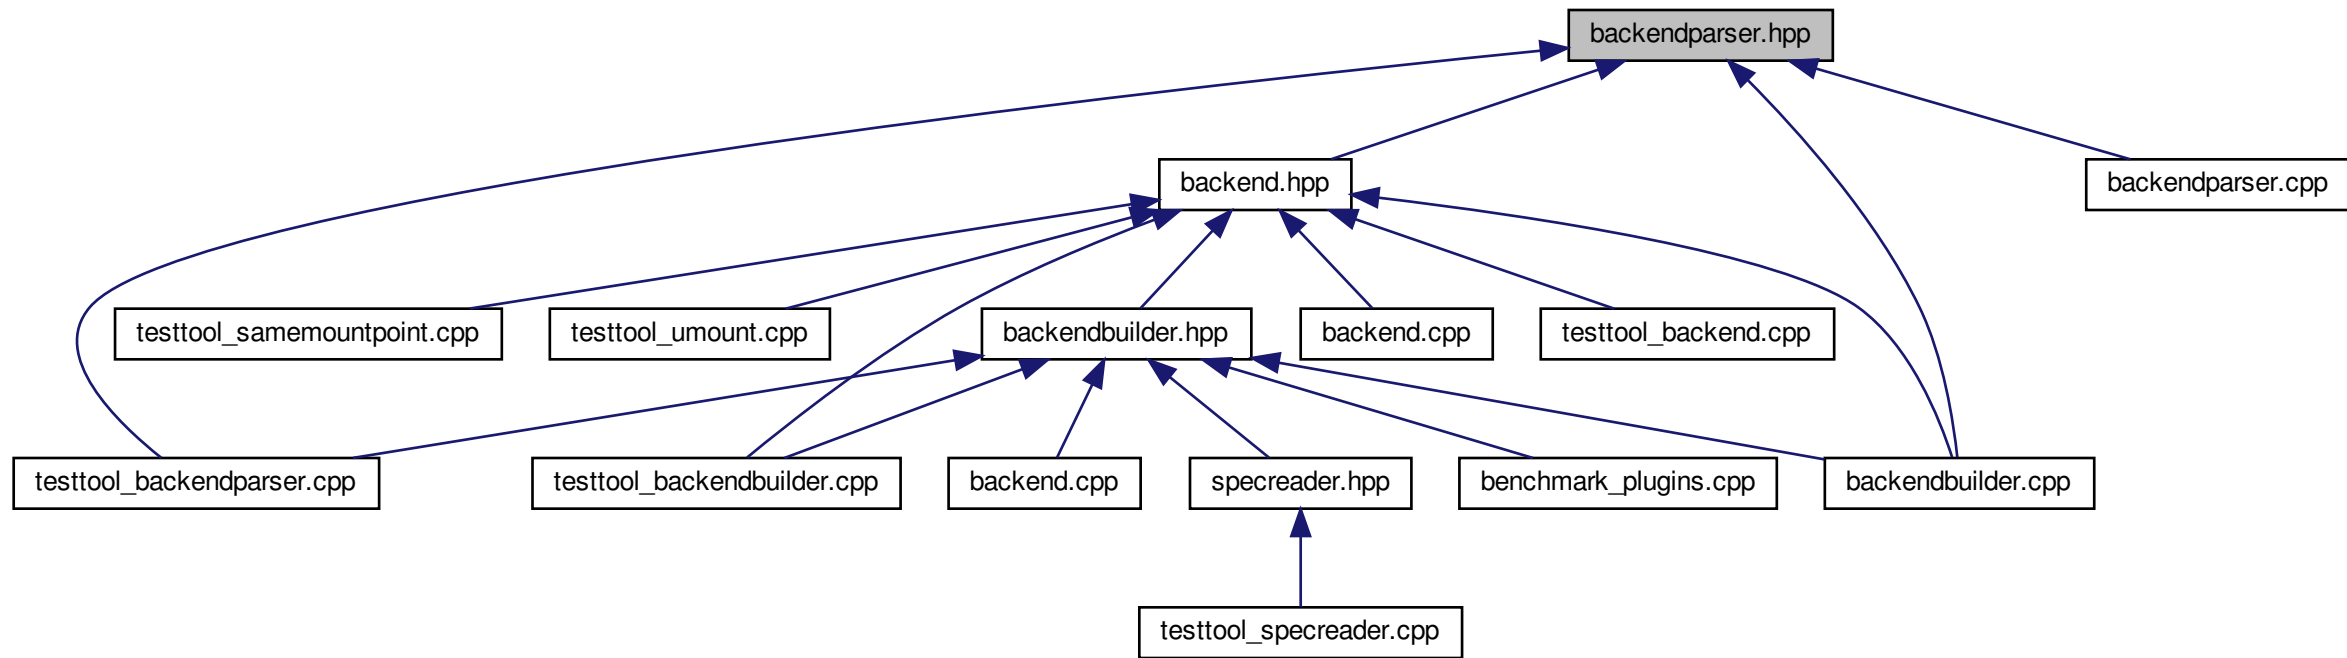 backendparser.hpp
backend.hpp
backendparser.cpp
testtool_samemountpoint.cpp
testtool_umount.cpp
backendbuilder.hpp
backend.cpp
testtool_backend.cpp
testtool_backendparser.cpp
testtool_backendbuilder.cpp
backend.cpp
specreader.hpp
benchmark_plugins.cpp
backendbuilder.cpp
testtool_specreader.cpp